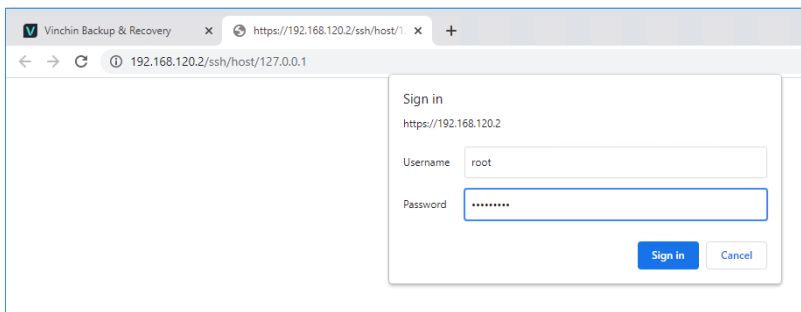 Vinchin Backup & Recovery
https://192.168.120.2/ssh/host/1
192.168.120.2/ssh/host/127.0.0.1
Sign in
https://192.168.120.2
Username root
Password •••••••••
Sign in Cancel